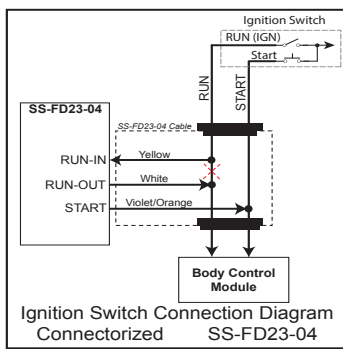 Ignition Switch
RUN (IGN)
Start
RUN
START
SS-FD23-04
SS-FD23-04 Cable
RUN-IN
Yellow
RUN-OUT
White
START
Violet/Orange
Body Control
Module
Ignition Switch Connection Diagram
Connectorized SS-FD23-04